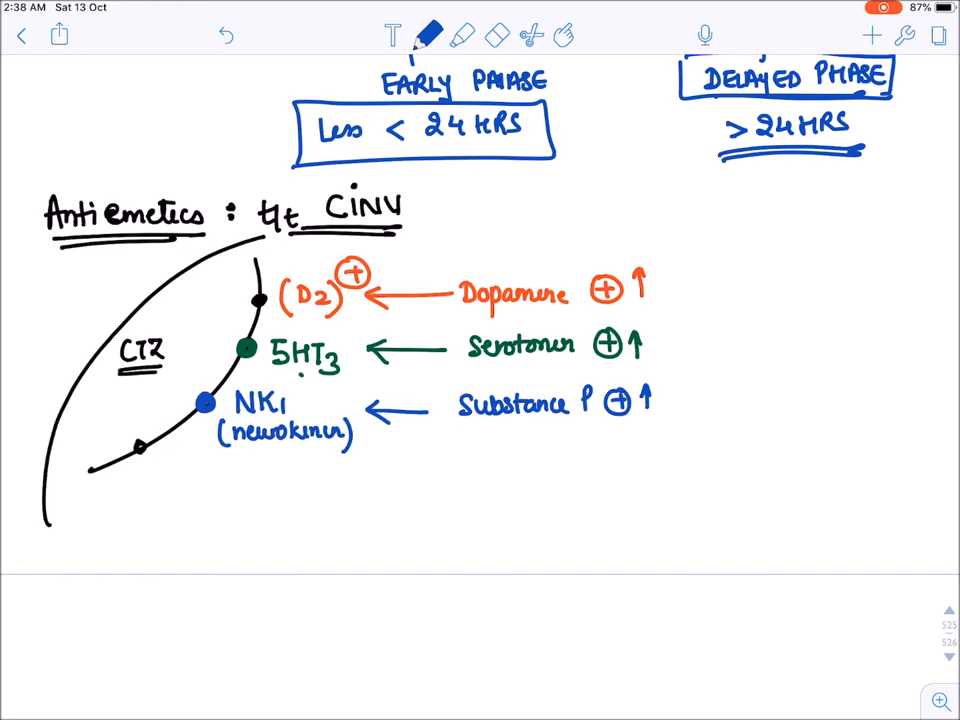 2:38 AM Sat 13 Oct
87%
T
EARLY PHASE
Less < 24 HRS
DELAYED PHASE
> 24 HRS
Antiemetics : CINV
CTZ
(D2) + ← Dopamine + ↑
5HT3 ← Serotonin + ↑
NK1 ← Substance P + ↑
(neurokinin)
525
526